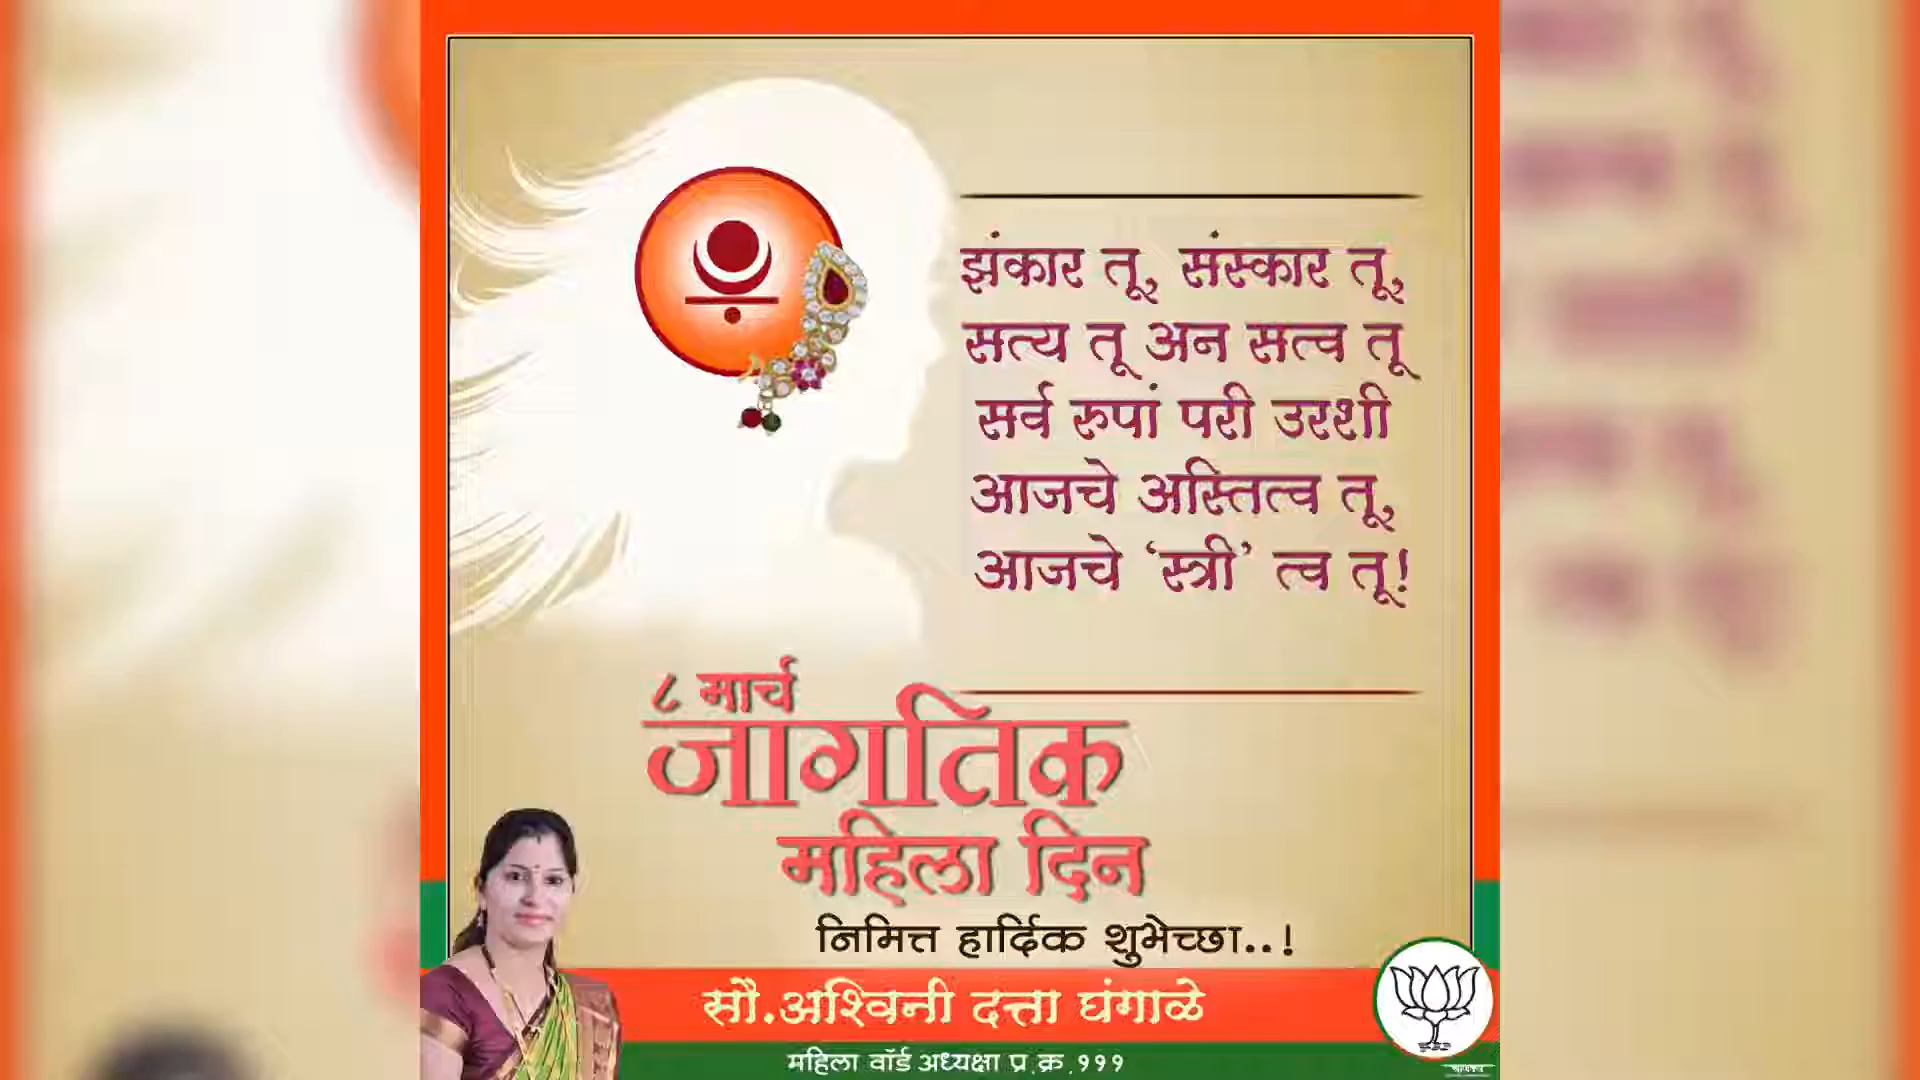 झंकार तू, संस्कार तू,
सत्य तू अन सत्व तू
सर्व रुपां परी उरशी
आजचे अस्तित्व तू,
आजचे ‘स्त्री’ त्व तू!
८ मार्च
जागतिक
महिला दिन
निमित्त हार्दिक शुभेच्छा..!
सौ.अश्विनी दत्ता घंगाळे
महिला वॉर्ड अध्यक्षा प्र.क्र.१११